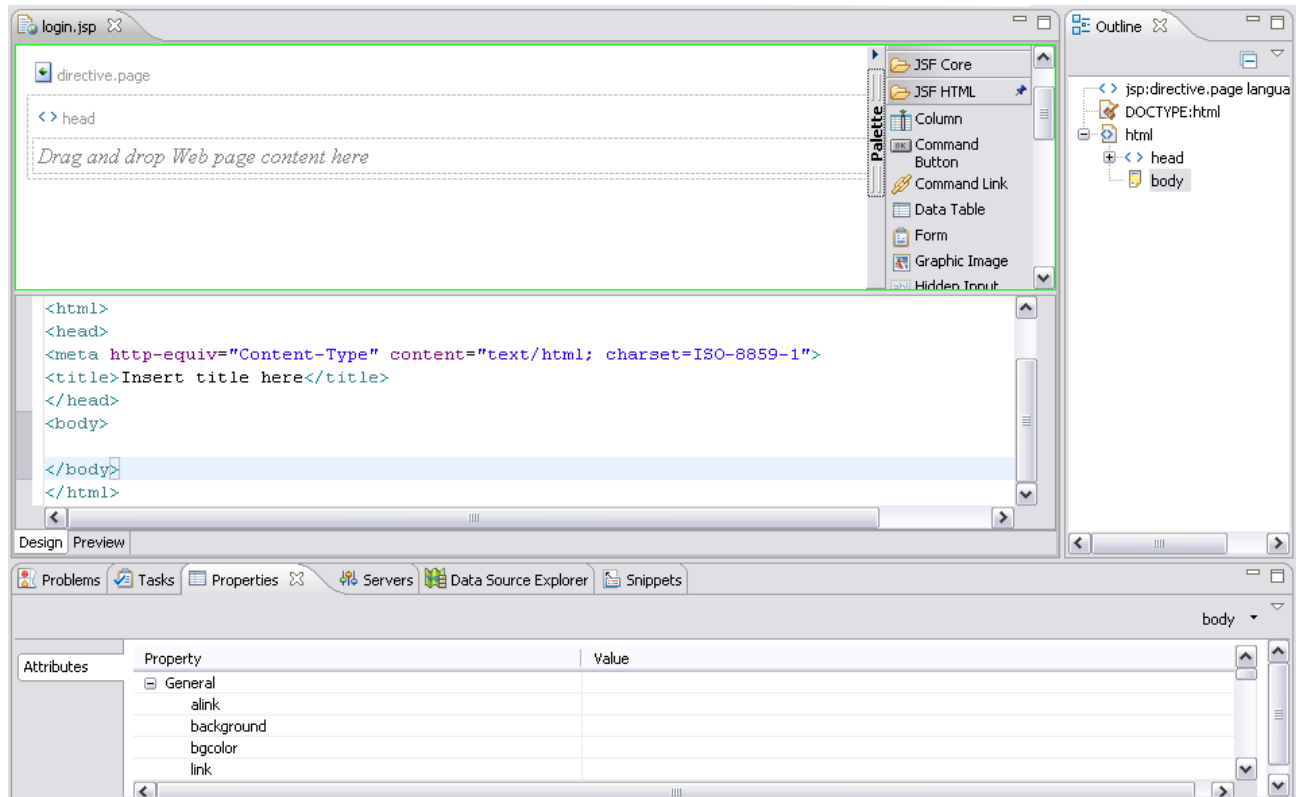 login.jsp
directive.page
head
Drag and drop Web page content here
Palette
JSF Core
JSF HTML
Column
Command
Button
Command Link
Data Table
Form
Graphic Image
Hidden Input
<html>
<head>
<meta http-equiv="Content-Type" content="text/html; charset=ISO-8859-1">
<title>Insert title here</title>
</head>
<body>
</body>
</html>
Design Preview
Outline
jsp:directive.page langua
DOCTYPE:html
html
head
body
Problems Tasks Properties Servers Data Source Explorer Snippets
body
Attributes
Property Value
General
alink
background
bgcolor
link